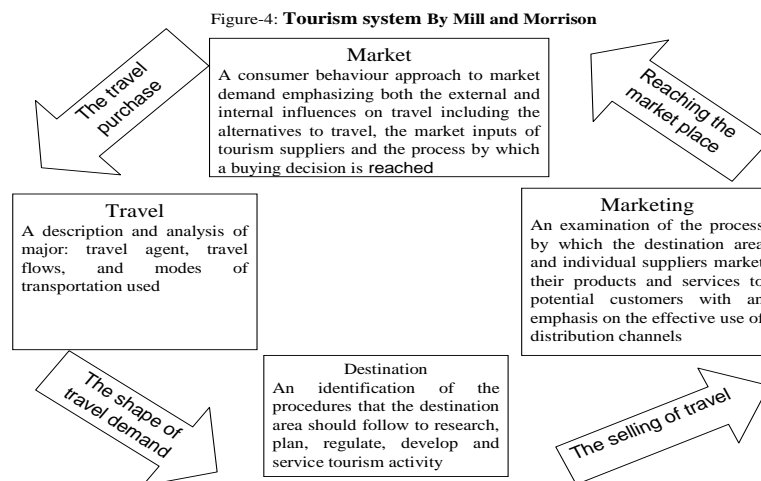 Figure-4: Tourism system By Mill and Morrison
Market
A consumer behaviour approach to market
demand emphasizing both the external and
internal influences on travel including the
alternatives to travel, the market inputs of
tourism suppliers and the process by which
a buying decision is reached
The travel
purchase
Reaching the
market place
Travel
A description and analysis of
major: travel agent, travel
flows, and modes of
transportation used
Marketing
An examination of the process
by which the destination area
and individual suppliers market
their products and services to
potential customers with an
emphasis on the effective use of
distribution channels
The shape of
travel demand
Destination
An identification of the
procedures that the destination
area should follow to research,
plan, regulate, develop and
service tourism activity
The selling of travel